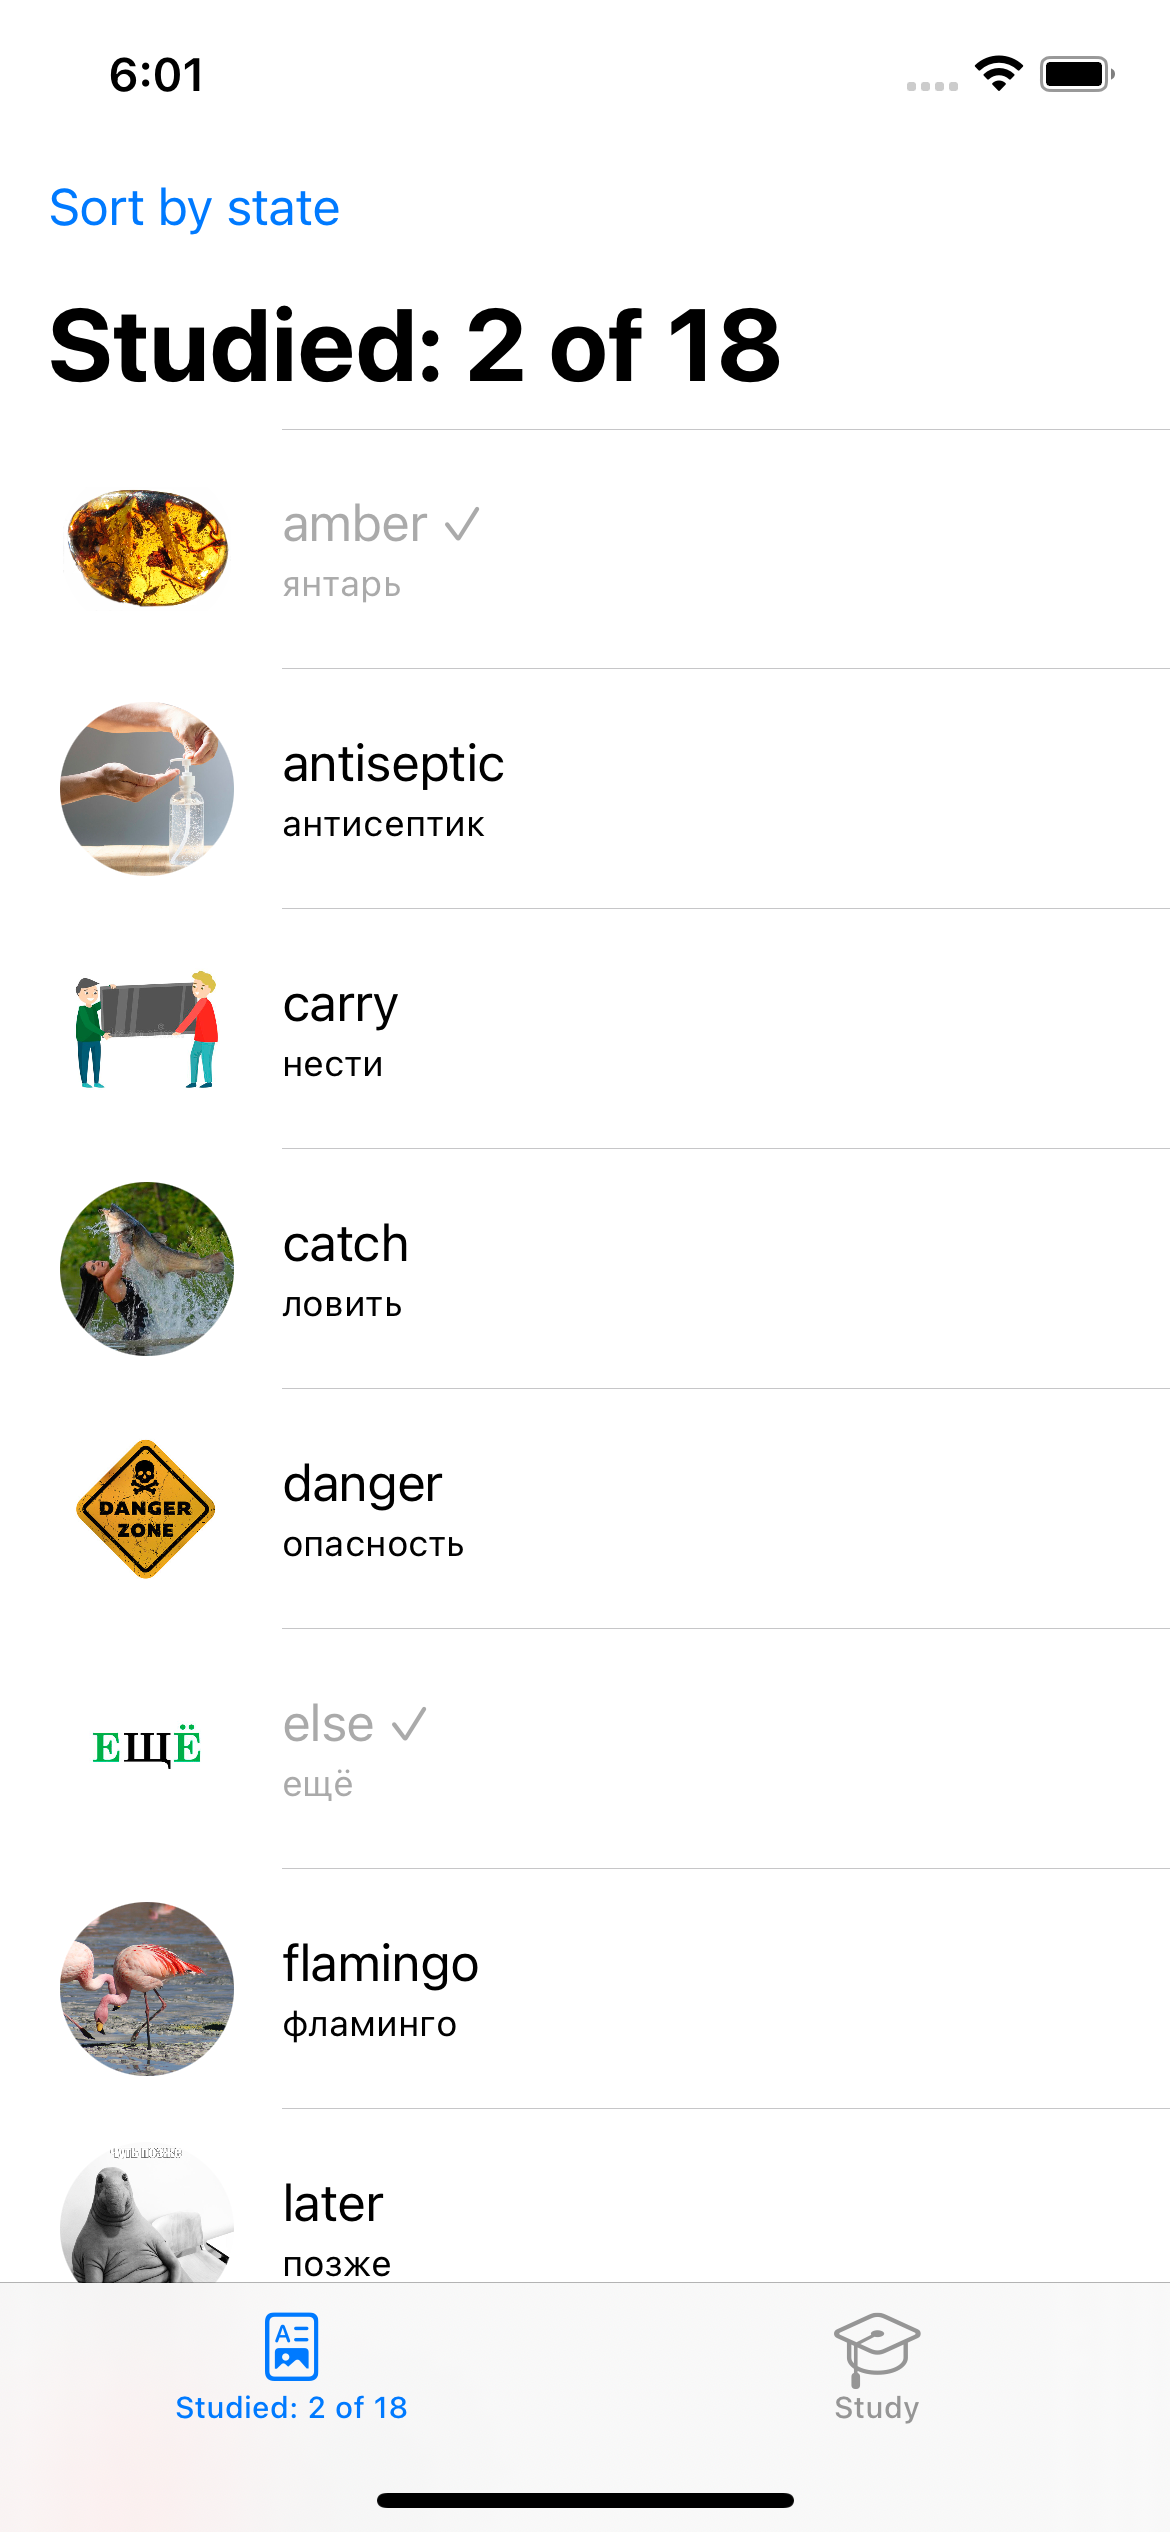 6:01
Sort by state
Studied: 2 of 18
amber ✓
янтарь
antiseptic
антисептик
carry
нести
catch
ловить
DANGER
ZONE
danger
опасность
ЕЩЁ
else ✓
ещё
flamingo
фламинго
later
позже
Studied: 2 of 18
Study